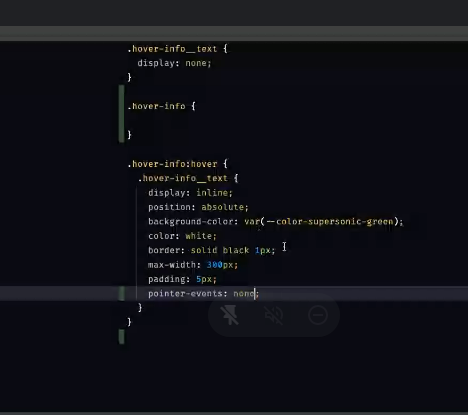 .hover-info__text {
display: none;
}
.hover-info {
}
.hover-info:hover {
.hover-info__text {
display: inline;
position: absolute;
background-color: var(--color-supersonic-green);
color: white;
border: solid black 1px;
max-width: 300px;
padding: 5px;
pointer-events: none;
}
}